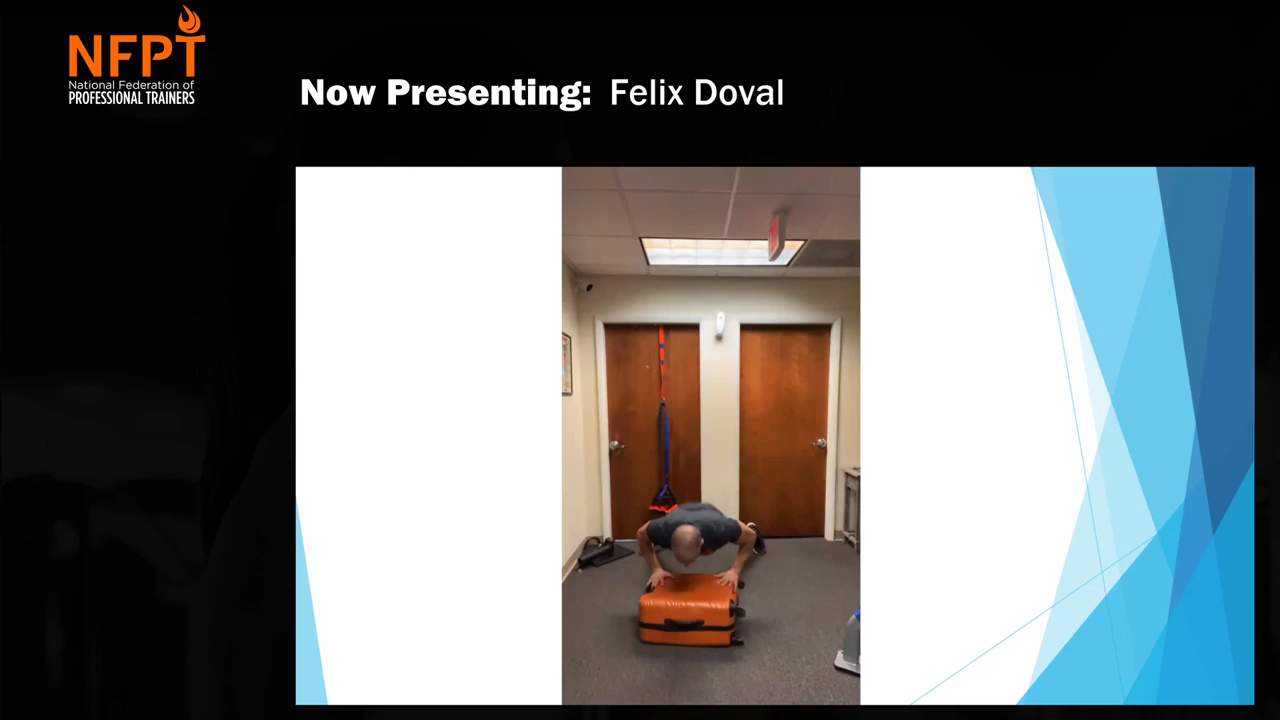 NFPT
National Federation of
PROFESSIONAL TRAINERS
Now Presenting: Felix Doval